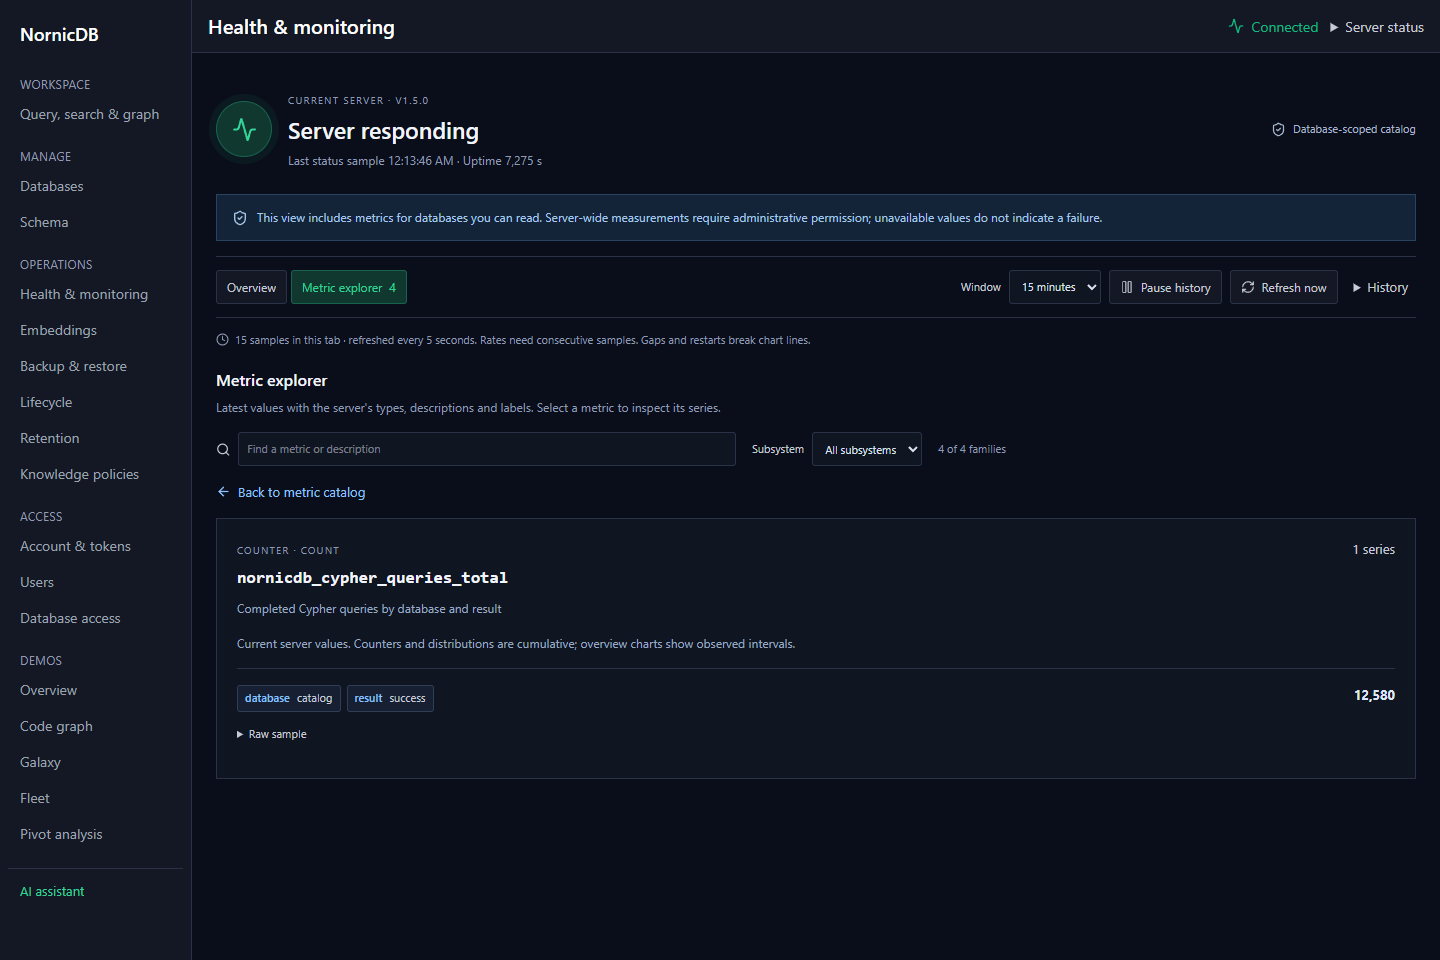 NornicDB
WORKSPACE
Query, search & graph
MANAGE
Databases
Schema
OPERATIONS
Health & monitoring
Embeddings
Backup & restore
Lifecycle
Retention
Knowledge policies
ACCESS
Account & tokens
Users
Database access
DEMOS
Overview
Code graph
Galaxy
Fleet
Pivot analysis
AI assistant
Health & monitoring
Connected
Server status
CURRENT SERVER · V1.5.0
Server responding
Last status sample 12:13:46 AM · Uptime 7,275 s
Database-scoped catalog
This view includes metrics for databases you can read. Server-wide measurements require administrative permission; unavailable values do not indicate a failure.
Overview
Metric explorer 4
Window
15 minutes
Pause history
Refresh now
History
15 samples in this tab · refreshed every 5 seconds. Rates need consecutive samples. Gaps and restarts break chart lines.
Metric explorer
Latest values with the server's types, descriptions and labels. Select a metric to inspect its series.
Find a metric or description
Subsystem
All subsystems
4 of 4 families
Back to metric catalog
COUNTER · COUNT
1 series
nornicdb_cypher_queries_total
Completed Cypher queries by database and result
Current server values. Counters and distributions are cumulative; overview charts show observed intervals.
database catalog
result success
12,580
Raw sample